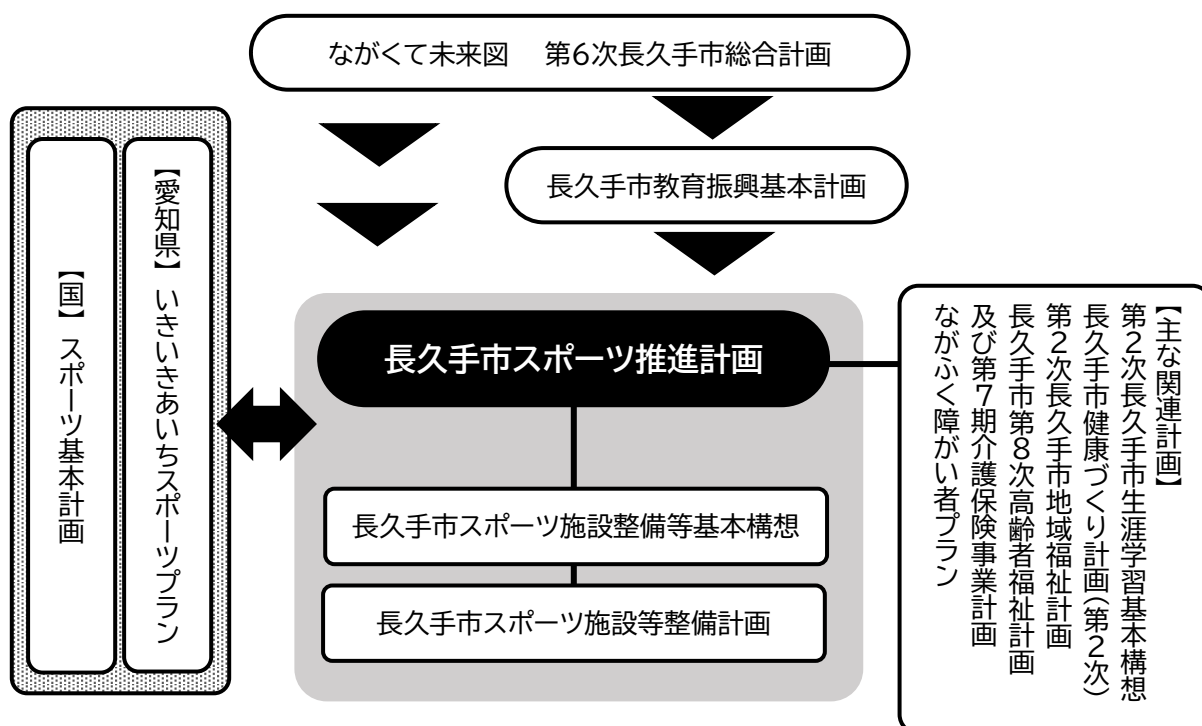 ながくて未来図　第6次長久手市総合計画
長久手市教育振興基本計画
【愛知県】いきいきあいちスポーツプラン
【国】スポーツ基本計画
長久手市スポーツ推進計画
長久手市スポーツ施設整備等基本構想
長久手市スポーツ施設等整備計画
【主な関連計画】
第2次長久手市生涯学習基本構想
長久手市健康づくり計画(第2次)
第2次長久手市地域福祉計画
長久手市第8次高齢者福祉計画
及び第7期介護保険事業計画
ながふく障がい者プラン